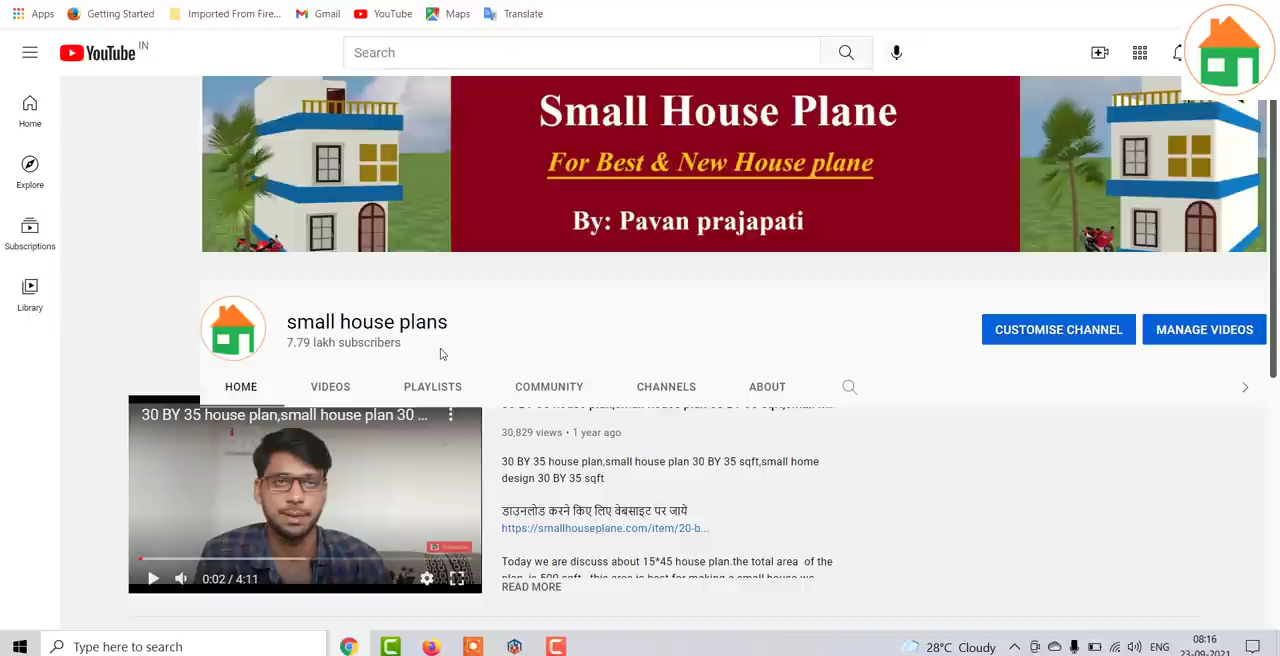 Apps Getting Started Imported From Fire... Gmail YouTube Maps Translate
YouTube IN
Search
Home
Explore
Subscriptions
Library
Small House Plane
For Best & New House plane
By: Pavan prajapati
small house plans
7.79 lakh subscribers
CUSTOMISE CHANNEL MANAGE VIDEOS
HOME VIDEOS PLAYLISTS COMMUNITY CHANNELS ABOUT
30 BY 35 house plan,small house plan 30 ...
Subscribe
0:02 / 4:11
30,829 views • 1 year ago
30 BY 35 house plan,small house plan 30 BY 35 sqft,small home
design 30 BY 35 sqft
डाउनलोड करने किए लिए वेबसाइट पर जाये
https://smallhouseplane.com/item/20-b...
Today we are discuss about 15*45 house plan.the total area of the
READ MORE
Type here to search
28°C Cloudy
ENG
08:16
23-09-2021